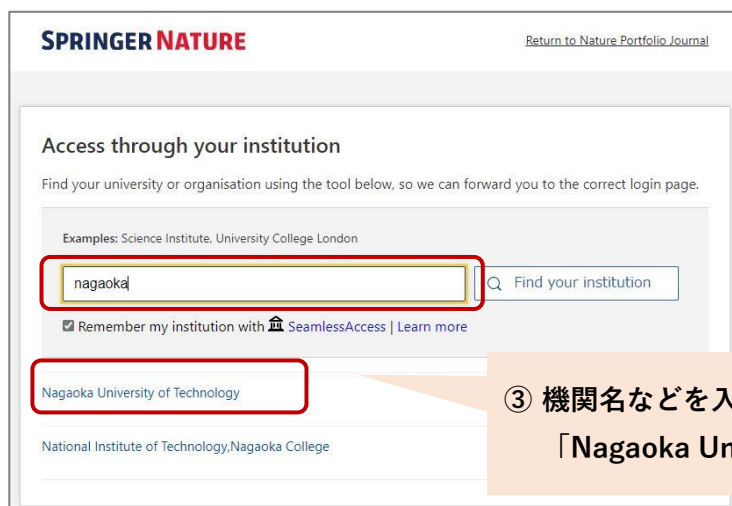 SPRINGER NATURE
Return to Nature Portfolio Journal
Access through your institution
Find your university or organisation using the tool below, so we can forward you to the correct login page.
Examples: Science Institute, University College London
nagaoka
Find your institution
Remember my institution with SeamlessAccess | Learn more
Nagaoka University of Technology
National Institute of Technology,Nagaoka College
③ 機関名などを入
「Nagaoka Un